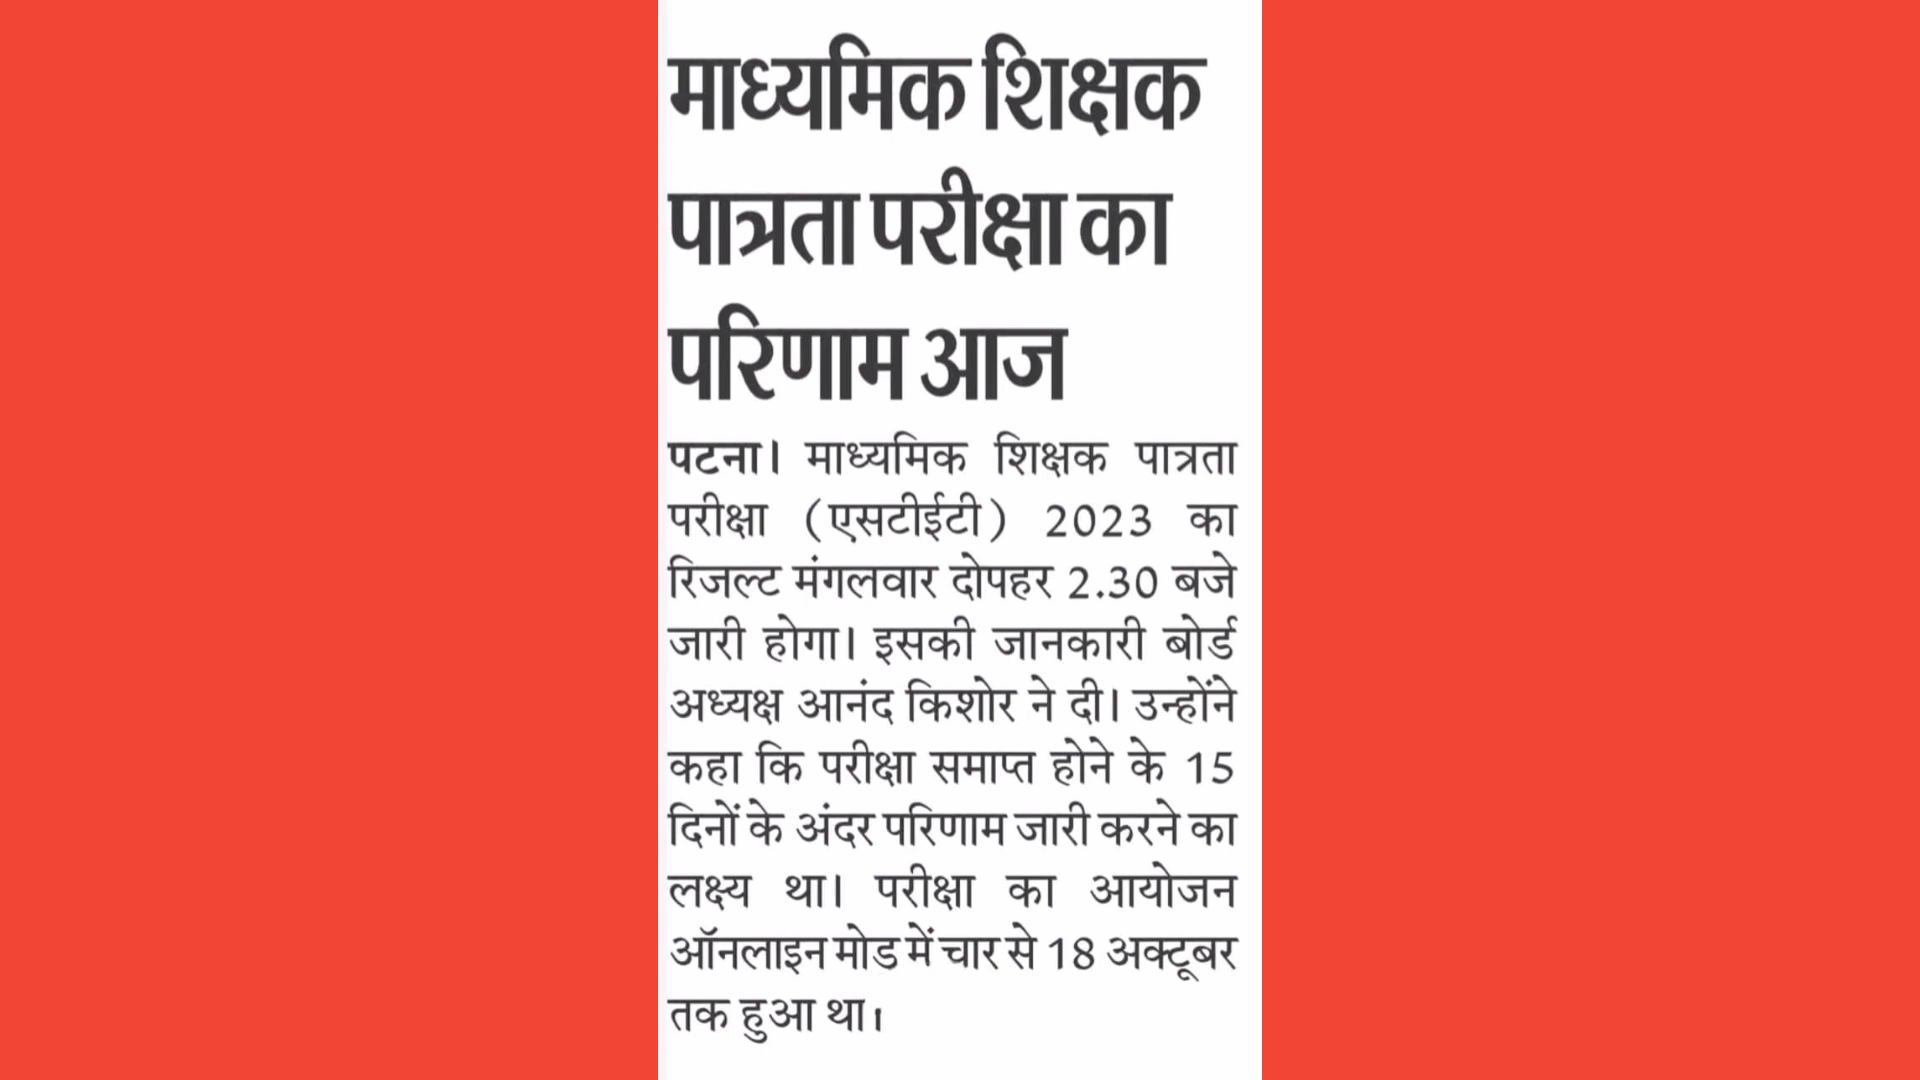 माध्यमिक शिक्षक
पात्रता परीक्षा का
परिणाम आज
पटना। माध्यमिक शिक्षक पात्रता
परीक्षा (एसटीईटी) 2023 का
रिजल्ट मंगलवार दोपहर 2.30 बजे
जारी होगा। इसकी जानकारी बोर्ड
अध्यक्ष आनंद किशोर ने दी। उन्होंने
कहा कि परीक्षा समाप्त होने के 15
दिनों के अंदर परिणाम जारी करने का
लक्ष्य था। परीक्षा का आयोजन
ऑनलाइन मोड में चार से 18 अक्टूबर
तक हुआ था।